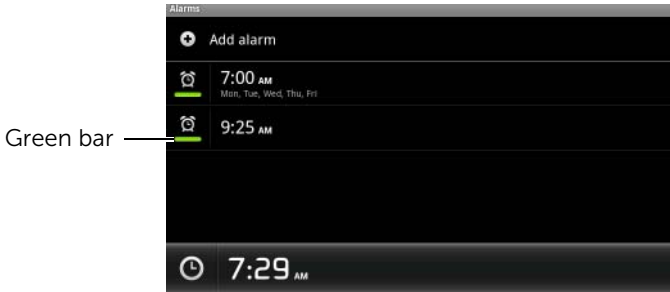 Alarms
Add alarm
7:00 AM
Mon, Tue, Wed, Thu, Fri
9:25 AM
Green bar
7:29 AM